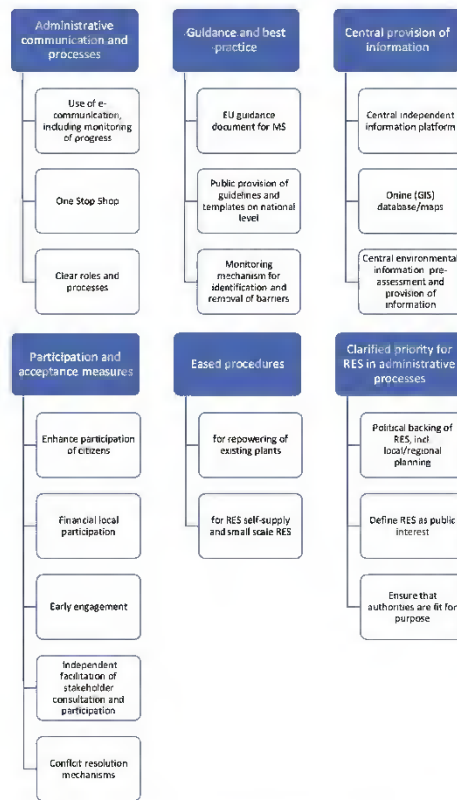 Administrative
communication and
processes
Use of e-
communication,
including monitoring
of progress
One Stop Shop
Clear roles and
processes
Guidance and best
-practice
EU guidance
document for MS
Public provision of
guidelines and
templates on national
level
Monitoring
mechanism for
identification and
removal of barriers
Central provision of
information
Central independent
information platform
Onine (GIS)
database/maps
Central environmental
information pre-
assessment and
provision of
information
Participation and
acceptance measures
Enhance participation
of citizens
Financial local
participation
Early engagement
Independent
facilitation of
stakeholder
consultation and
participation
Conflict resolution
mechanisms
Eased procedures
for repowering of
existing plants
for RES self-supply
and small scale RES
Clarified priority for
RES in administrative
processes
Political backing of
RES, incl.
local/regional
planning
Define RES as public
interest
Ensure that
authorities are fit for
purpose